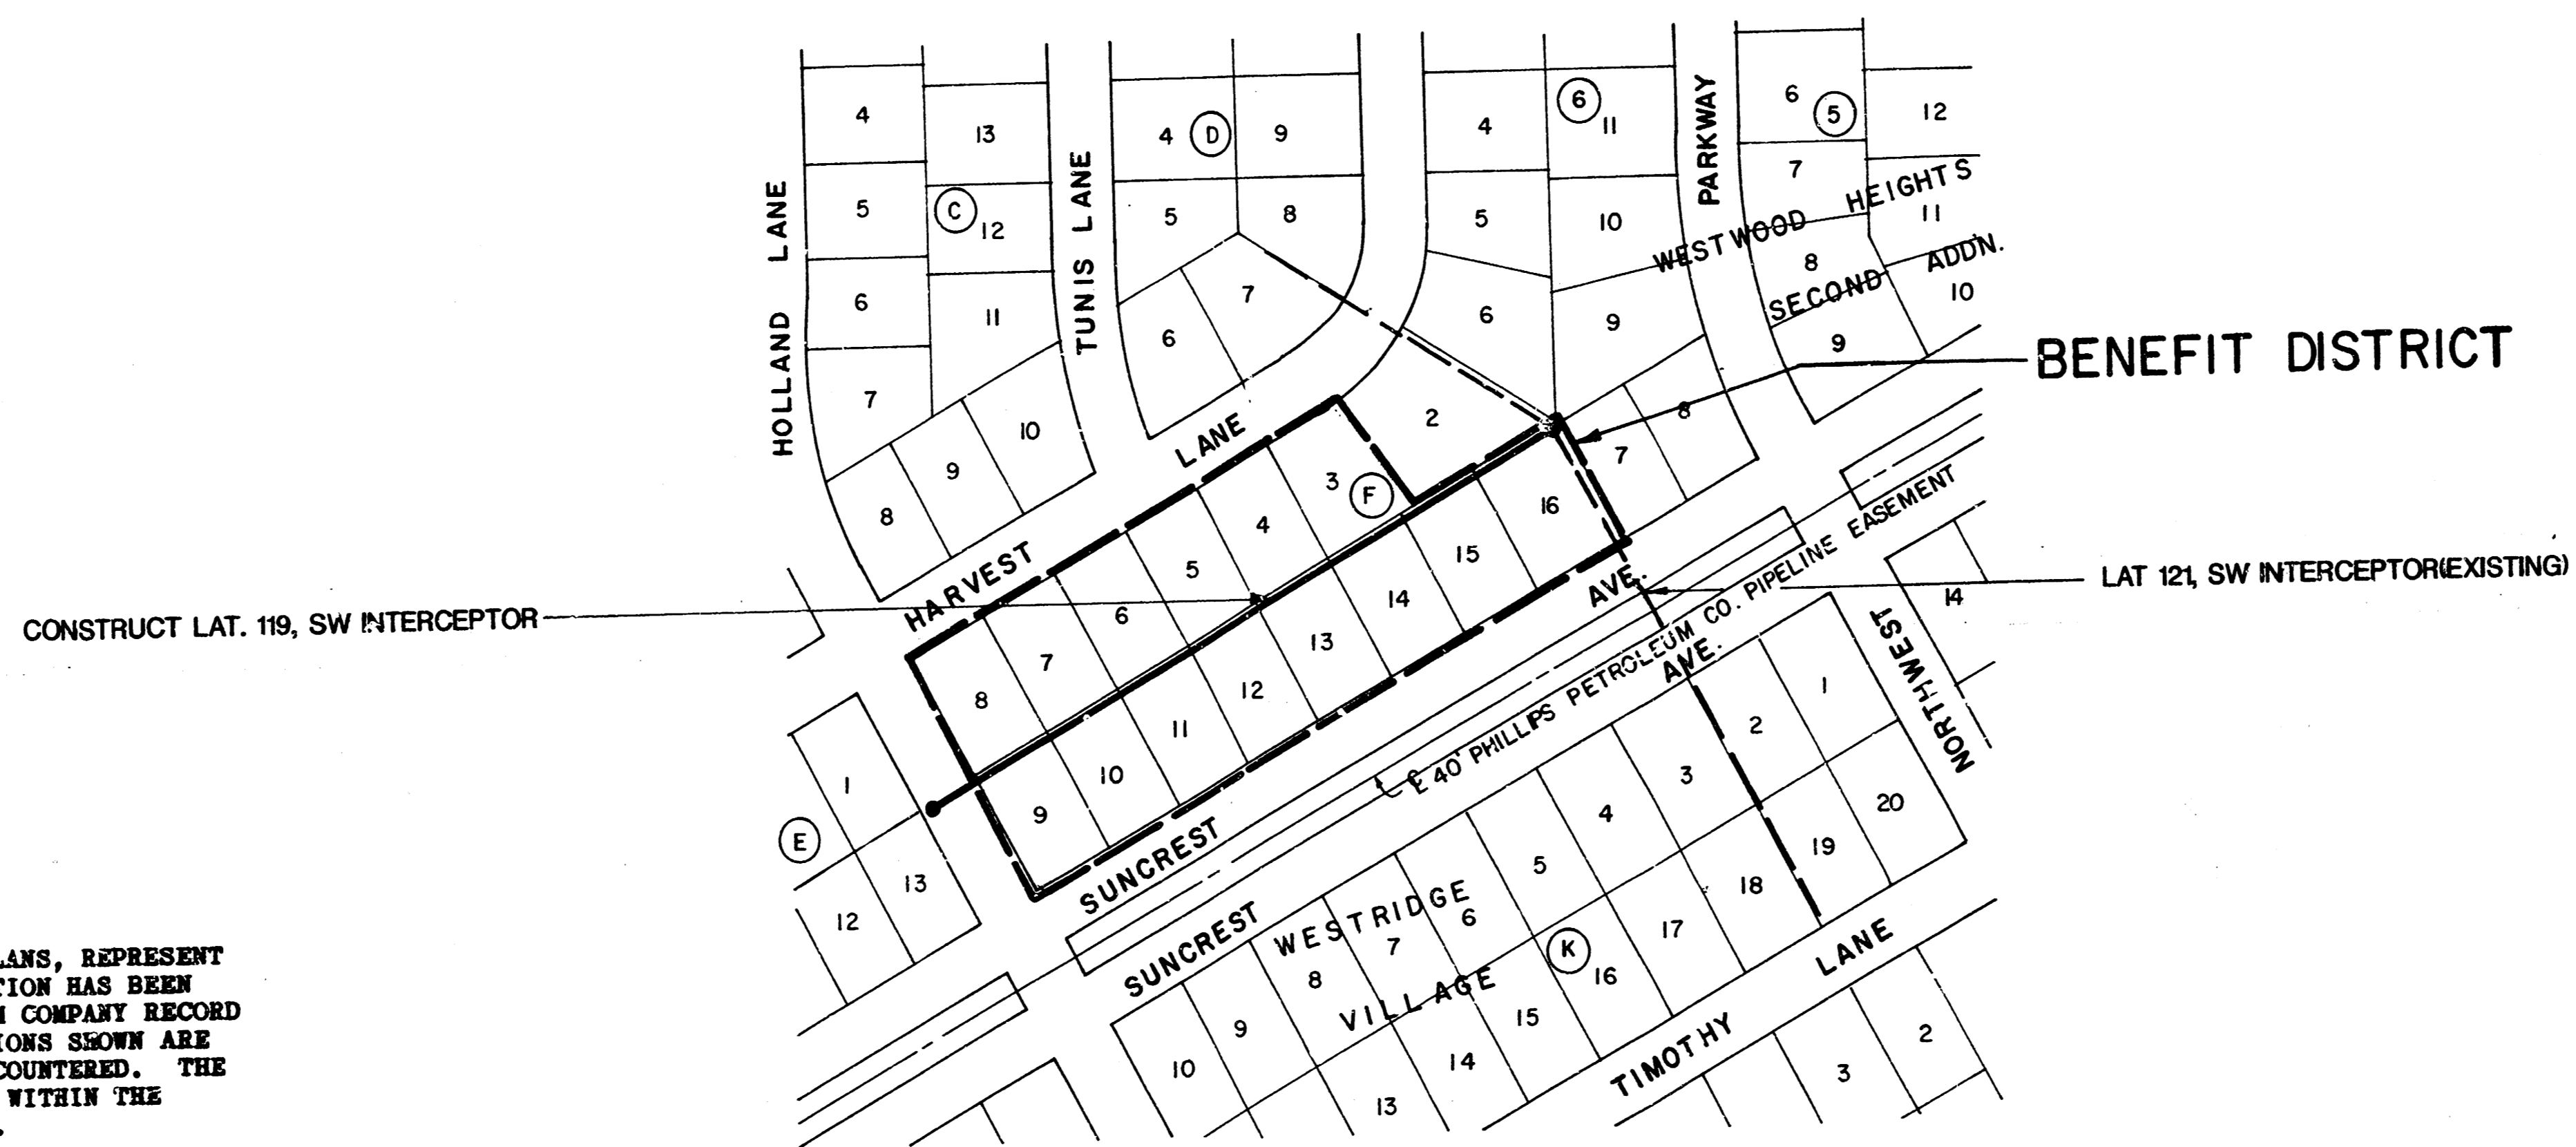 4
13
4
D
9
4
6
11
6
5
12
PARKWAY
HOLLAND LANE
5
C
12
TUNIS LANE
5
8
5
10
7
WESTWOOD HEIGHTS
11
8
SECOND ADDN.
10
6
11
6
7
6
9
9
BENEFIT DISTRICT
7
10
9
8
HARVEST LANE
2
8
7
3
F
16
4
15
5
14
6
13
7
12
8
11
10
9
CONSTRUCT LAT. 119, SW INTERCEPTOR
LAT 121, SW INTERCEPTOR(EXISTING)
SUNCREST AVE.
℄ 40' PHILLIPS PETROLEUM CO. PIPELINE EASEMENT
14
NORTHWEST
1
E
13
12
SUNCREST AVE.
1
2
3
20
4
19
5
18
WESTRIDGE
6
7
17
8
K
16
VILLAGE
15
9
14
10
13
TIMOTHY LANE
2
3
LANS, REPRESENT
TION HAS BEEN
COMPANY RECORD
IONS SHOWN ARE
COUNTERED. THE
WITHIN THE